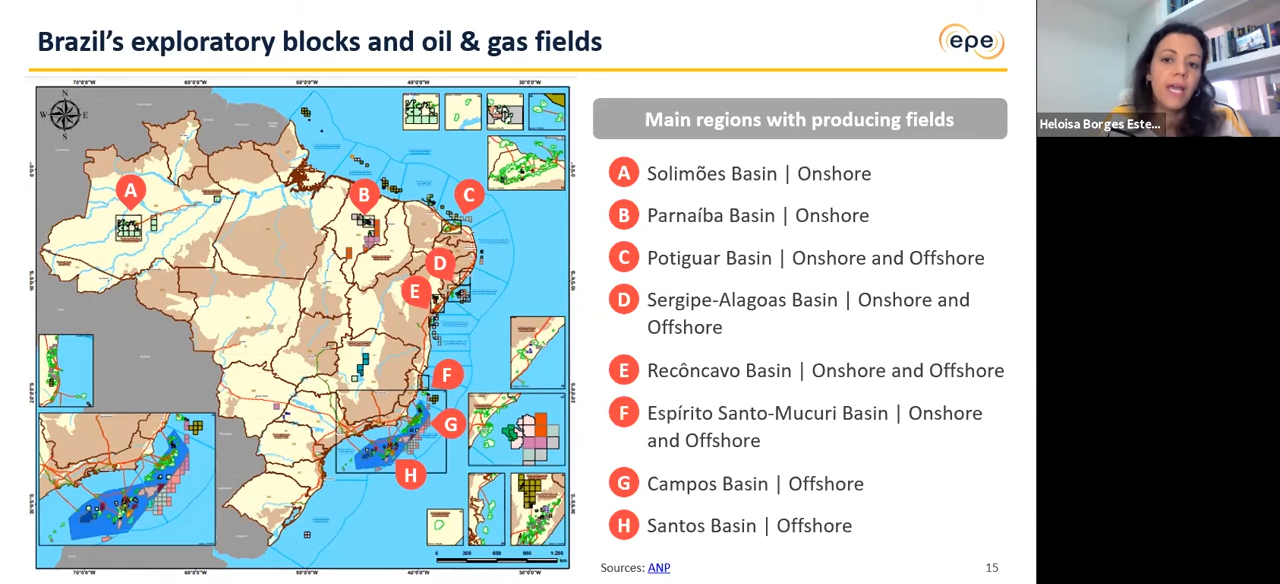 Brazil's exploratory blocks and oil & gas fields
epe
Heloisa Borges Este...
Main regions with producing fields
N
W
E
S
A
B
C
D
E
F
G
H
A Solimões Basin | Onshore
B Parnaíba Basin | Onshore
C Potiguar Basin | Onshore and Offshore
D Sergipe-Alagoas Basin | Onshore and
Offshore
E Recôncavo Basin | Onshore and Offshore
F Espírito Santo-Mucuri Basin | Onshore
and Offshore
G Campos Basin | Offshore
H Santos Basin | Offshore
Sources: ANP
15